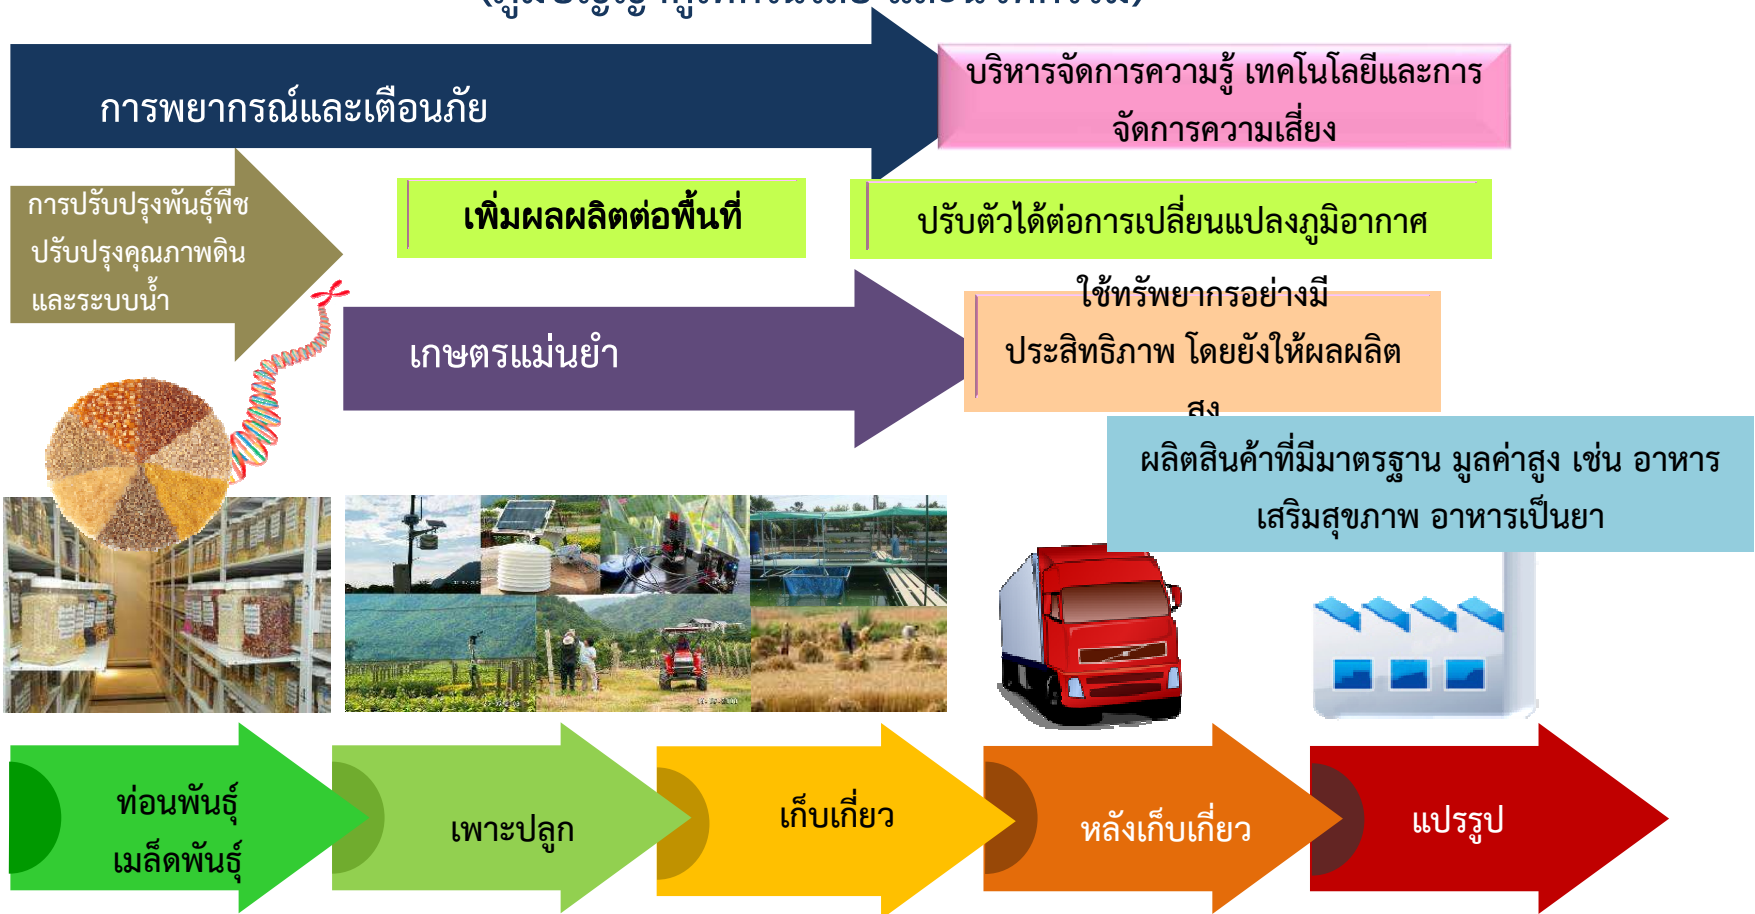 การพยากรณ์และเตือนภัย
บริหารจัดการความรู้ เทคโนโลยีและการ
จัดการความเสี่ยง
การปรับปรุงพันธุ์พืช
ปรับปรุงคุณภาพดิน
และระบบน้ำ
เพิ่มผลผลิตต่อพื้นที่
ปรับตัวได้ต่อการเปลี่ยนแปลงภูมิอากาศ
เกษตรแม่นยำ
ใช้ทรัพยากรอย่างมี
ประสิทธิภาพ โดยยังให้ผลผลิต
สูง
ผลิตสินค้าที่มีมาตรฐาน มูลค่าสูง เช่น อาหาร
เสริมสุขภาพ อาหารเป็นยา
ท่อนพันธุ์
เมล็ดพันธุ์
เพาะปลูก
เก็บเกี่ยว
หลังเก็บเกี่ยว
แปรรูป